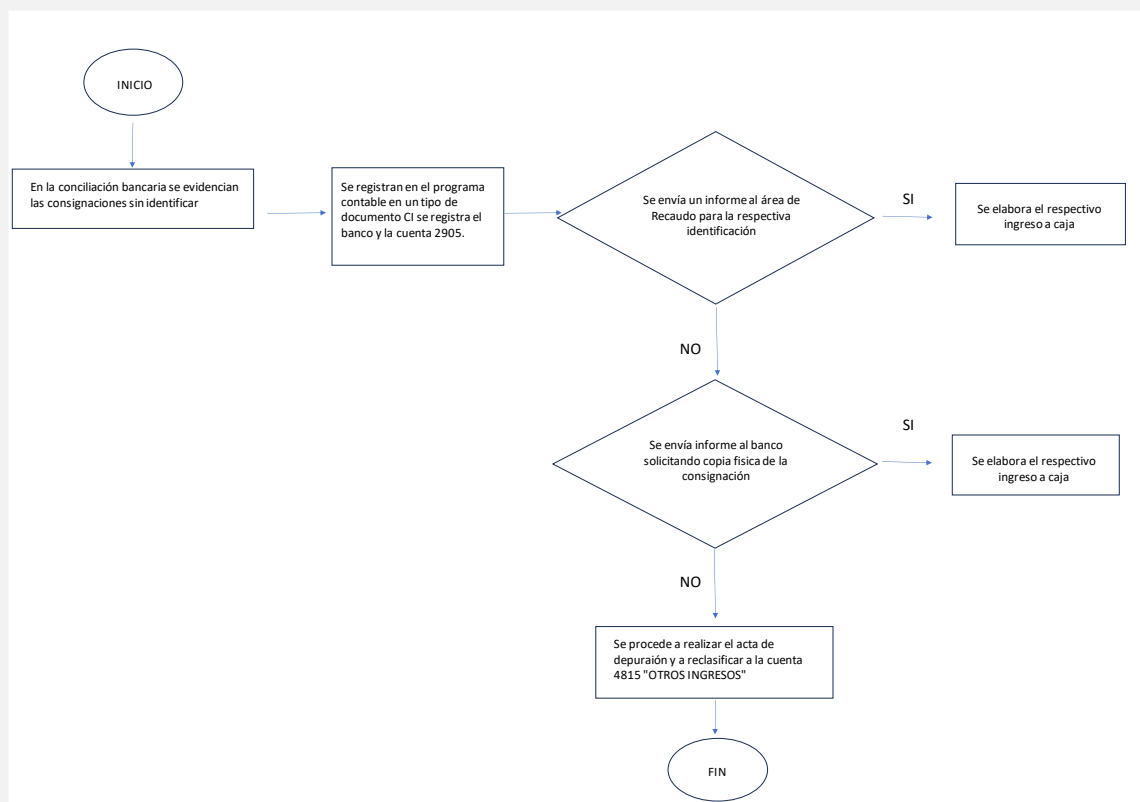 INICIO
En la conciliación bancaria se evidencian
las consignaciones sin identificar
Se registran en el programa
contable en un tipo de
documento CI se registra el
banco y la cuenta 2905.
Se envía un informe al área de
Recaudo para la respectiva
identificación
SI
Se elabora el respectivo
ingreso a caja
NO
Se envía informe al banco
solicitando copia fisica de la
consignación
SI
Se elabora el respectivo
ingreso a caja
NO
Se procede a realizar el acta de
depuraión y a reclasificar a la cuenta
4815 "OTROS INGRESOS"
FIN